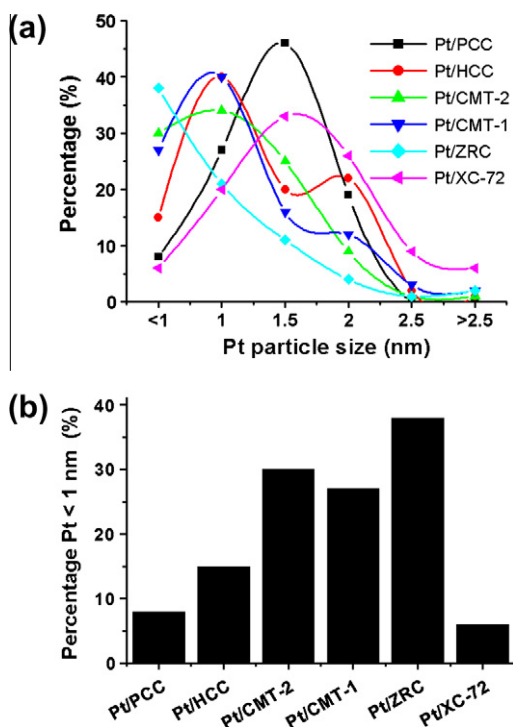 (a)
Percentage (%)
50
40
30
20
10
0
Pt/PCC
Pt/HCC
Pt/CMT-2
Pt/CMT-1
Pt/ZRC
Pt/XC-72
<1 1 1.5 2 2.5 >2.5
Pt particle size (nm)
(b)
Percentage Pt < 1 nm (%)
40
30
20
10
0
Pt/PCC Pt/HCC Pt/CMT-2 Pt/CMT-1 Pt/ZRC Pt/XC-72